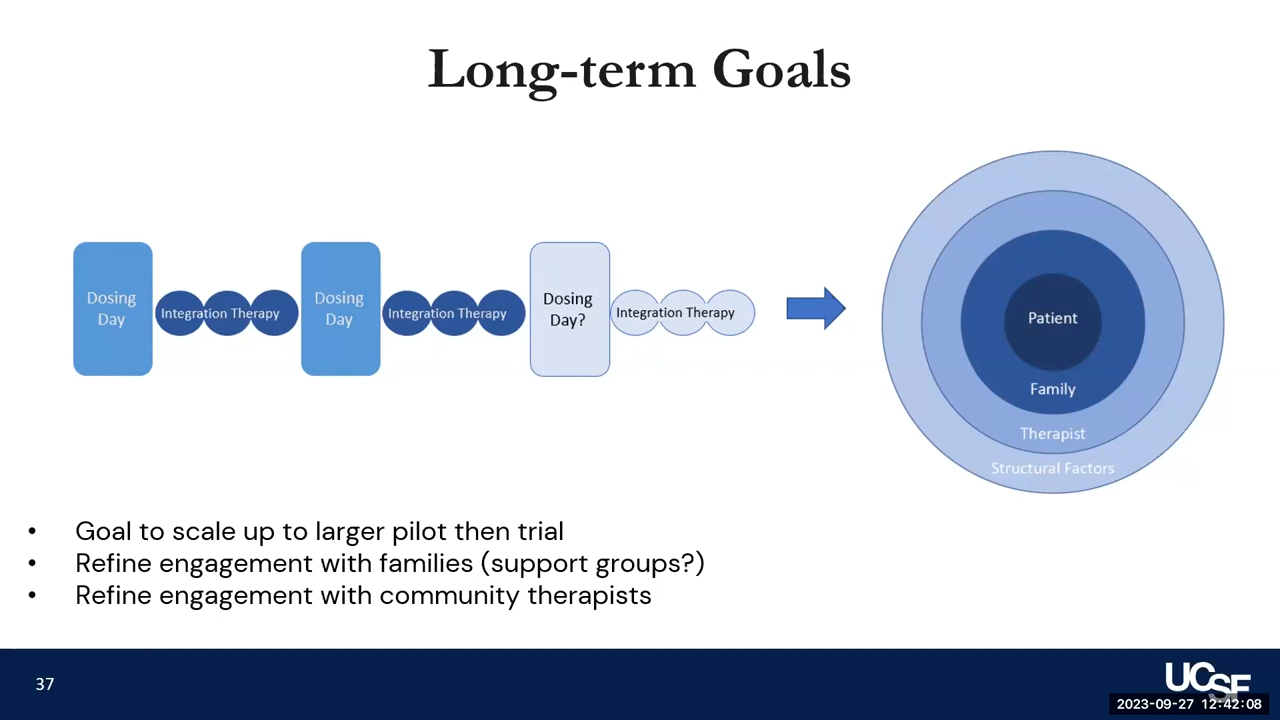 Long-term Goals
Dosing
Day
Integration Therapy
Dosing
Day
Integration Therapy
Dosing
Day?
Integration Therapy
Patient
Family
Therapist
Structural Factors
• Goal to scale up to larger pilot then trial
• Refine engagement with families (support groups?)
• Refine engagement with community therapists
37
UCSF
2023-09-27 12:42:08